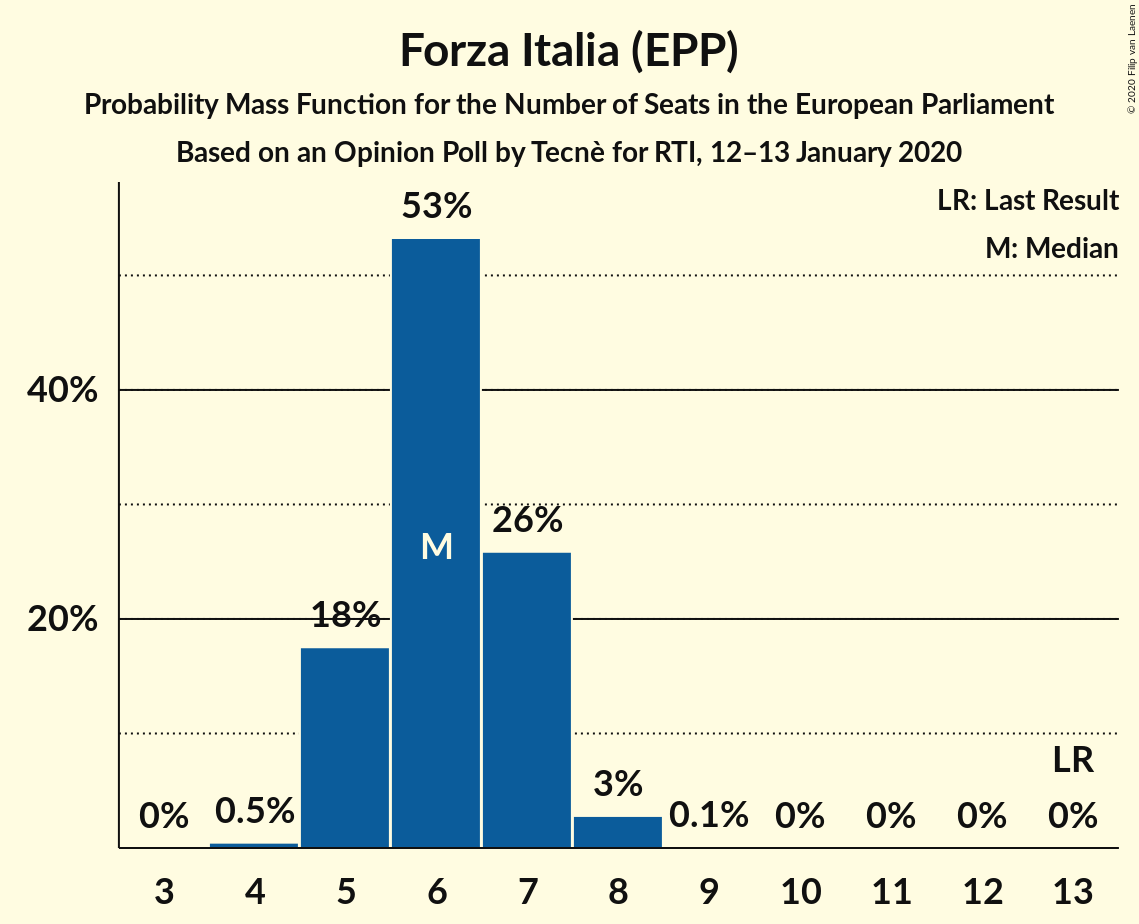 Forza Italia (EPP)
Probability Mass Function for the Number of Seats in the European Parliament
Based on an Opinion Poll by Tecnè for RTI, 12–13 January 2020
© 2020 Filip van Laenen
LR: Last Result
M: Median
53%
40%
26%
M
20%
18%
LR
3%
0% 0.5% 0.1% 0% 0% 0% 0%
3 4 5 6 7 8 9 10 11 12 13